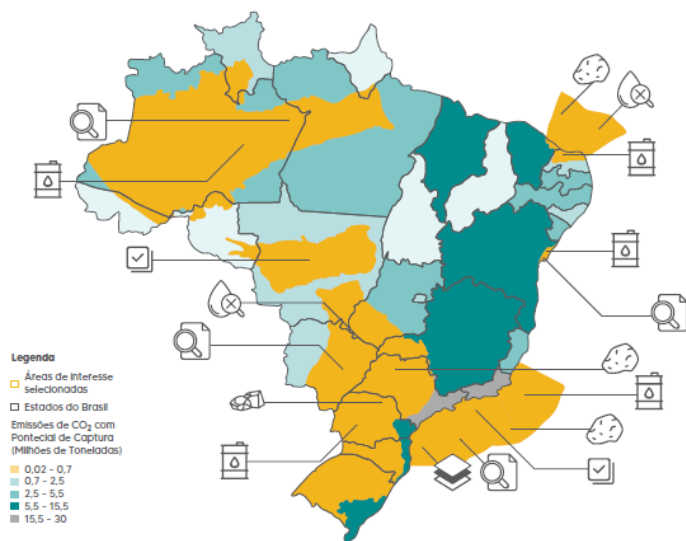 Legenda
Áreas de Interesse
selecionadas
Estados do Brasil
Emissões de CO2 com
Pontecial de Captura
(Milhões de Toneladas)
0,02 - 0,7
0,7 - 2,5
2,5 - 5,5
5,5 - 15,5
15,5 - 30